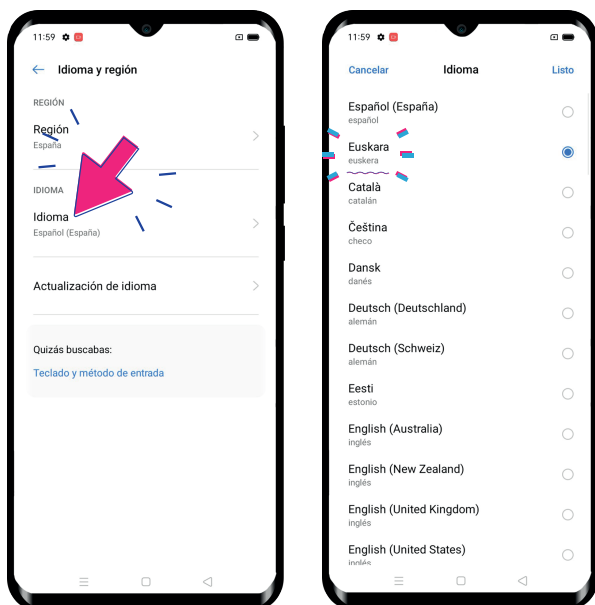 11:59
Idioma y región
REGIÓN
Región
España
IDIOMA
Idioma
Español (España)
Actualización de idioma
Quizás buscabas:
Teclado y método de entrada
11:59
Cancelar Idioma Listo
Español (España)
español
Euskara
euskera
Català
catalán
Čeština
checo
Dansk
danés
Deutsch (Deutschland)
alemán
Deutsch (Schweiz)
alemán
Eesti
estonio
English (Australia)
inglés
English (New Zealand)
inglés
English (United Kingdom)
inglés
English (United States)
inglés